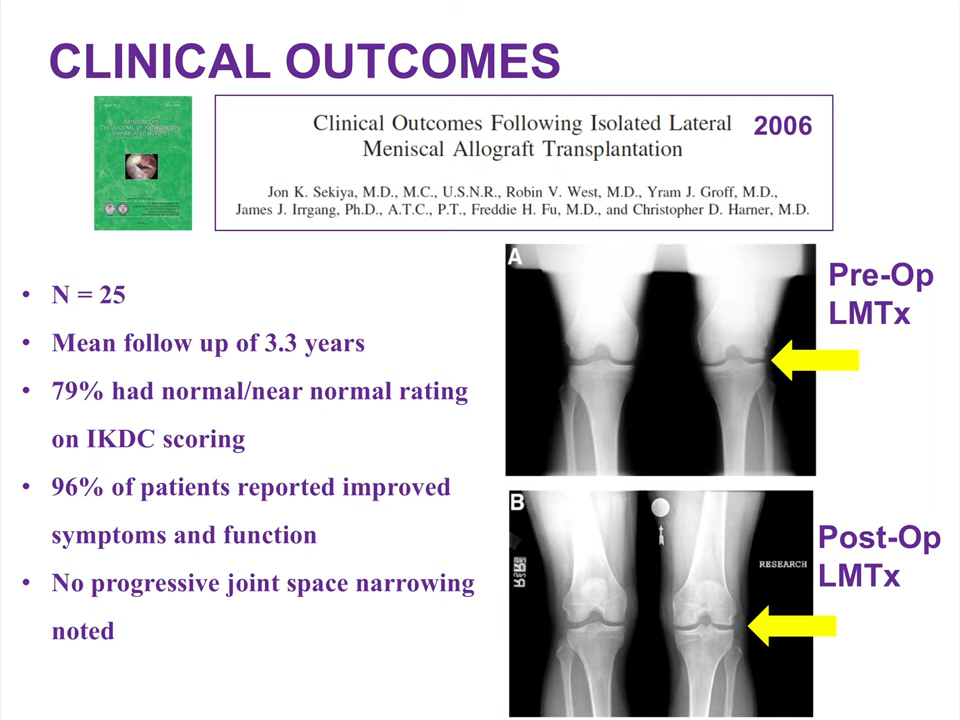 CLINICAL OUTCOMES
Clinical Outcomes Following Isolated Lateral
Meniscal Allograft Transplantation
2006
Jon K. Sekiya, M.D., M.C., U.S.N.R., Robin V. West, M.D., Yram J. Groff, M.D.,
James J. Irrgang, Ph.D., A.T.C., P.T., Freddie H. Fu, M.D., and Christopher D. Harner, M.D.
• N = 25
• Mean follow up of 3.3 years
• 79% had normal/near normal rating
on IKDC scoring
• 96% of patients reported improved
symptoms and function
• No progressive joint space narrowing
noted
A
Pre-Op
LMTx
B
RESEARCH
Post-Op
LMTx